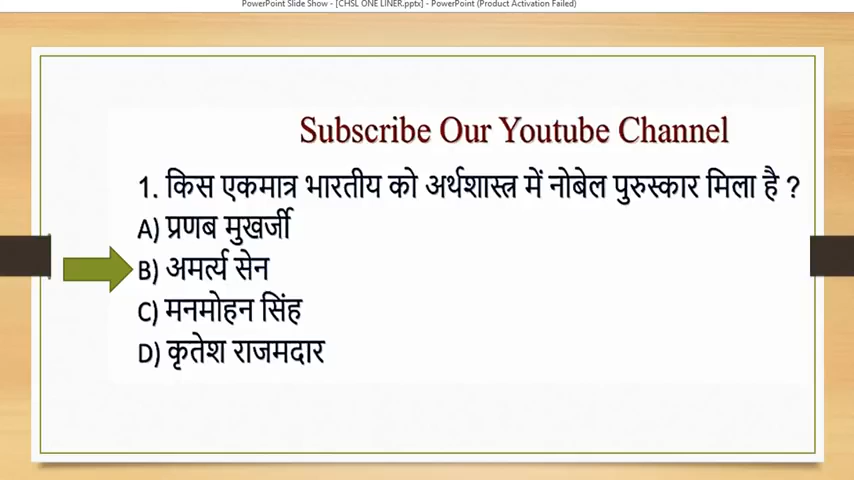 PowerPoint Slide Show - [CHSL ONE LINER.pptx] - PowerPoint (Product Activation Failed)
Subscribe Our Youtube Channel
1. किस एकमात्र भारतीय को अर्थशास्त्र में नोबेल पुरुस्कार मिला है ?
A) प्रणब मुखर्जी
B) अमर्त्य सेन
C) मनमोहन सिंह
D) कृतेश राजमदार